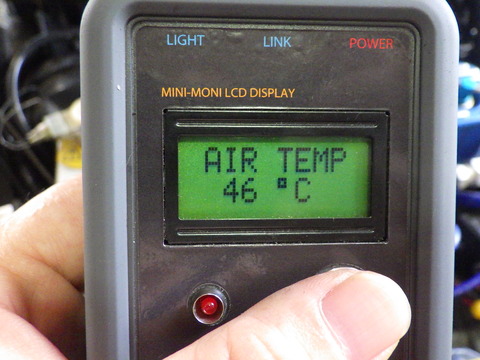 LIGHT LINK POWER
MINI-MONI LCD DISPLAY
AIR TEMP
46 °C